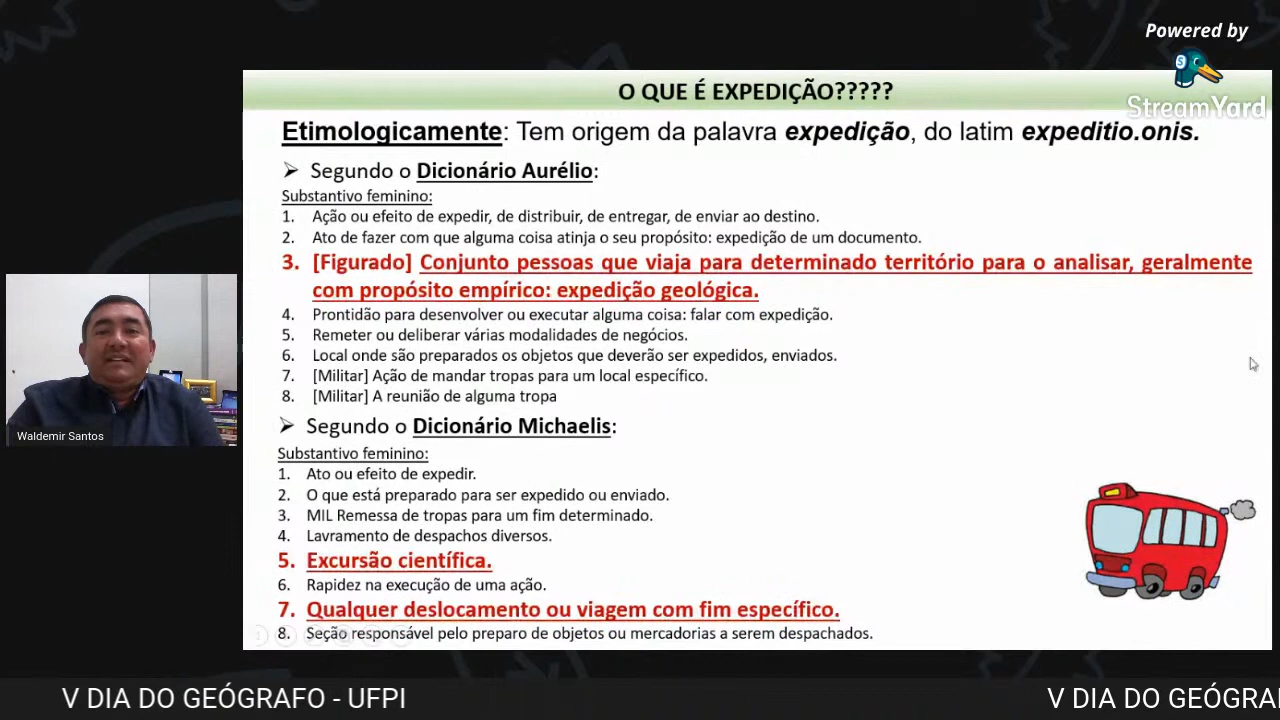 Powered by
StreamYard
O QUE É EXPEDIÇÃO?????
Etimologicamente: Tem origem da palavra expedição, do latim expeditio.onis.
➢ Segundo o Dicionário Aurélio:
Substantivo feminino:
1. Ação ou efeito de expedir, de distribuir, de entregar, de enviar ao destino.
2. Ato de fazer com que alguma coisa atinja o seu propósito: expedição de um documento.
3. [Figurado] Conjunto pessoas que viaja para determinado território para o analisar, geralmente
com propósito empírico: expedição geológica.
4. Prontidão para desenvolver ou executar alguma coisa: falar com expedição.
5. Remeter ou deliberar várias modalidades de negócios.
6. Local onde são preparados os objetos que deverão ser expedidos, enviados.
7. [Militar] Ação de mandar tropas para um local específico.
8. [Militar] A reunião de alguma tropa
➢ Segundo o Dicionário Michaelis:
Substantivo feminino:
1. Ato ou efeito de expedir.
2. O que está preparado para ser expedido ou enviado.
3. MIL Remessa de tropas para um fim determinado.
4. Lavramento de despachos diversos.
5. Excursão científica.
6. Rapidez na execução de uma ação.
7. Qualquer deslocamento ou viagem com fim específico.
8. Seção responsável pelo preparo de objetos ou mercadorias a serem despachados.
Waldemir Santos
V DIA DO GEÓGRAFO - UFPI
V DIA DO GEÓGRA